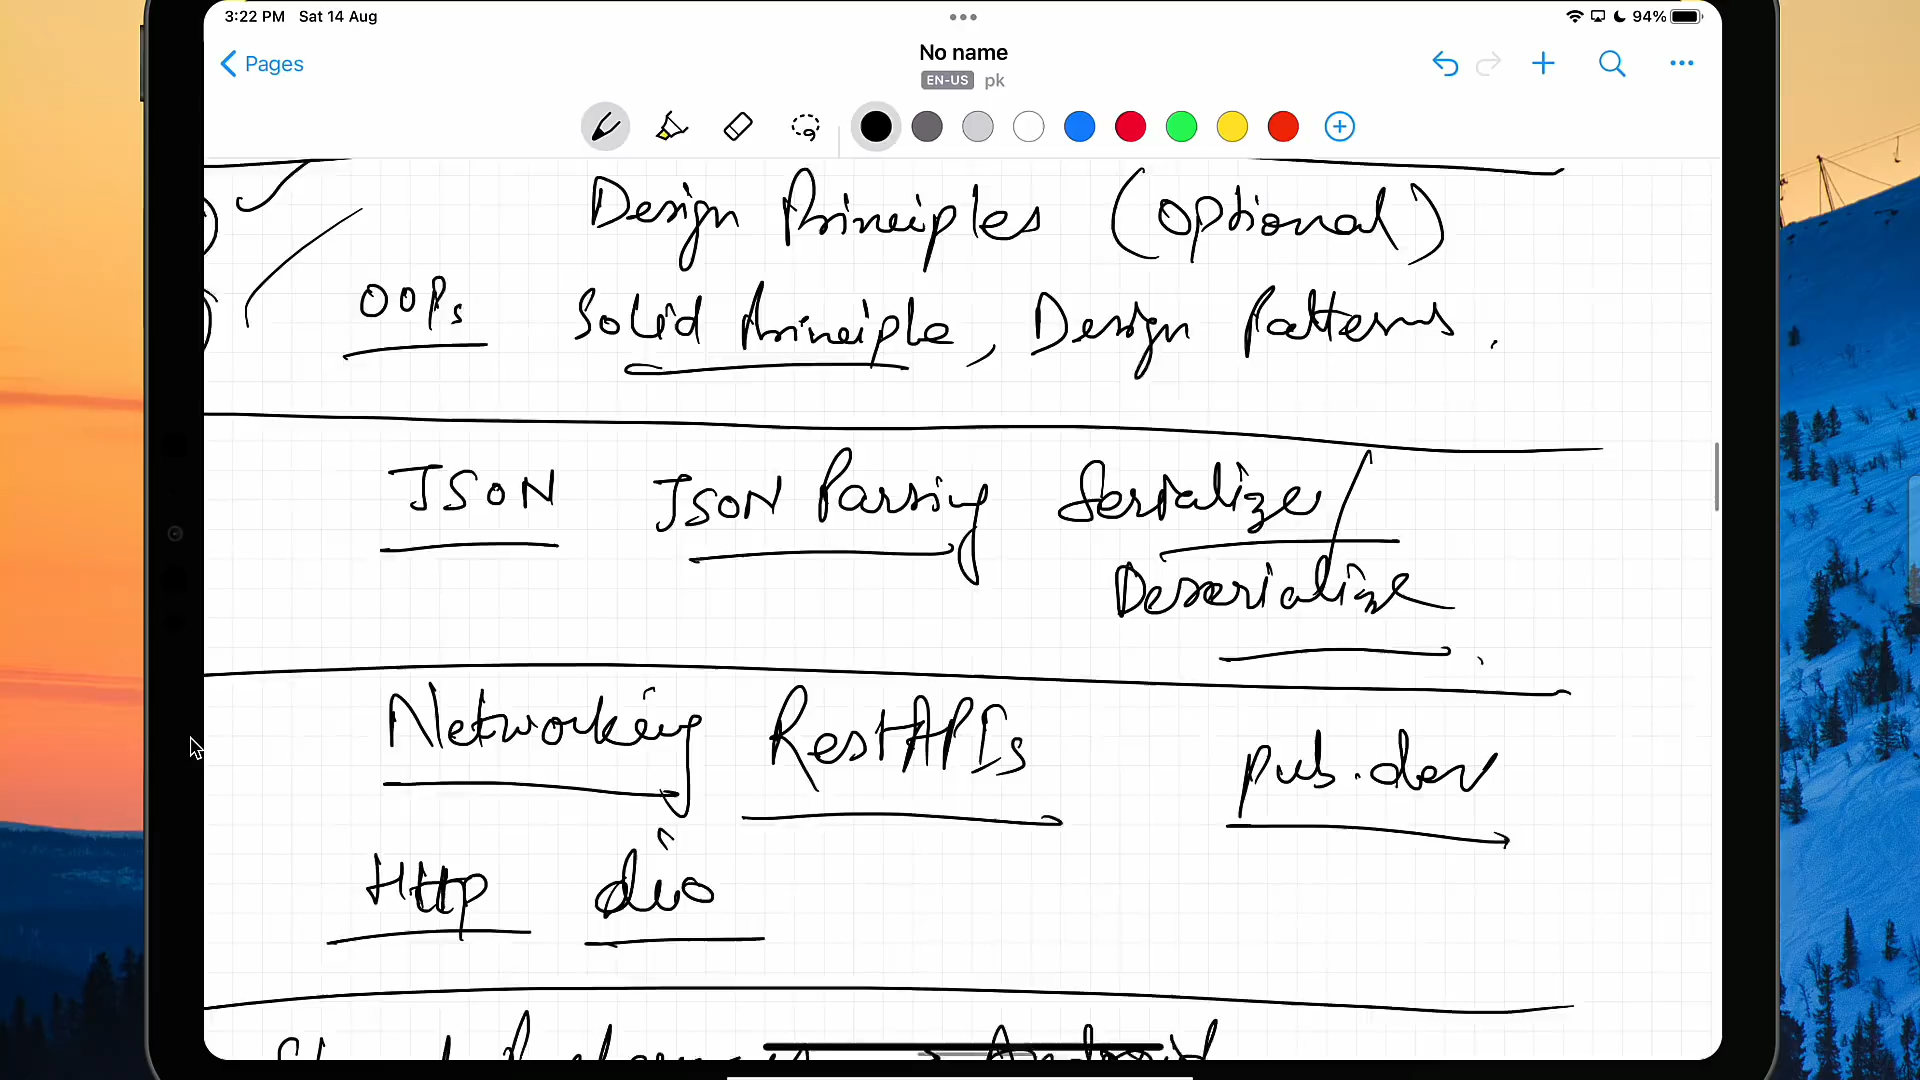 3:22 PM Sat 14 Aug
94%
Pages
No name
EN-US pk
Design Principles (Optional)
OOPs Solid Principle, Design Patterns.
JSON JSON Parsing Serialize/
Deserialize.
Networking RestAPIs pub.dev
Http dio
Android